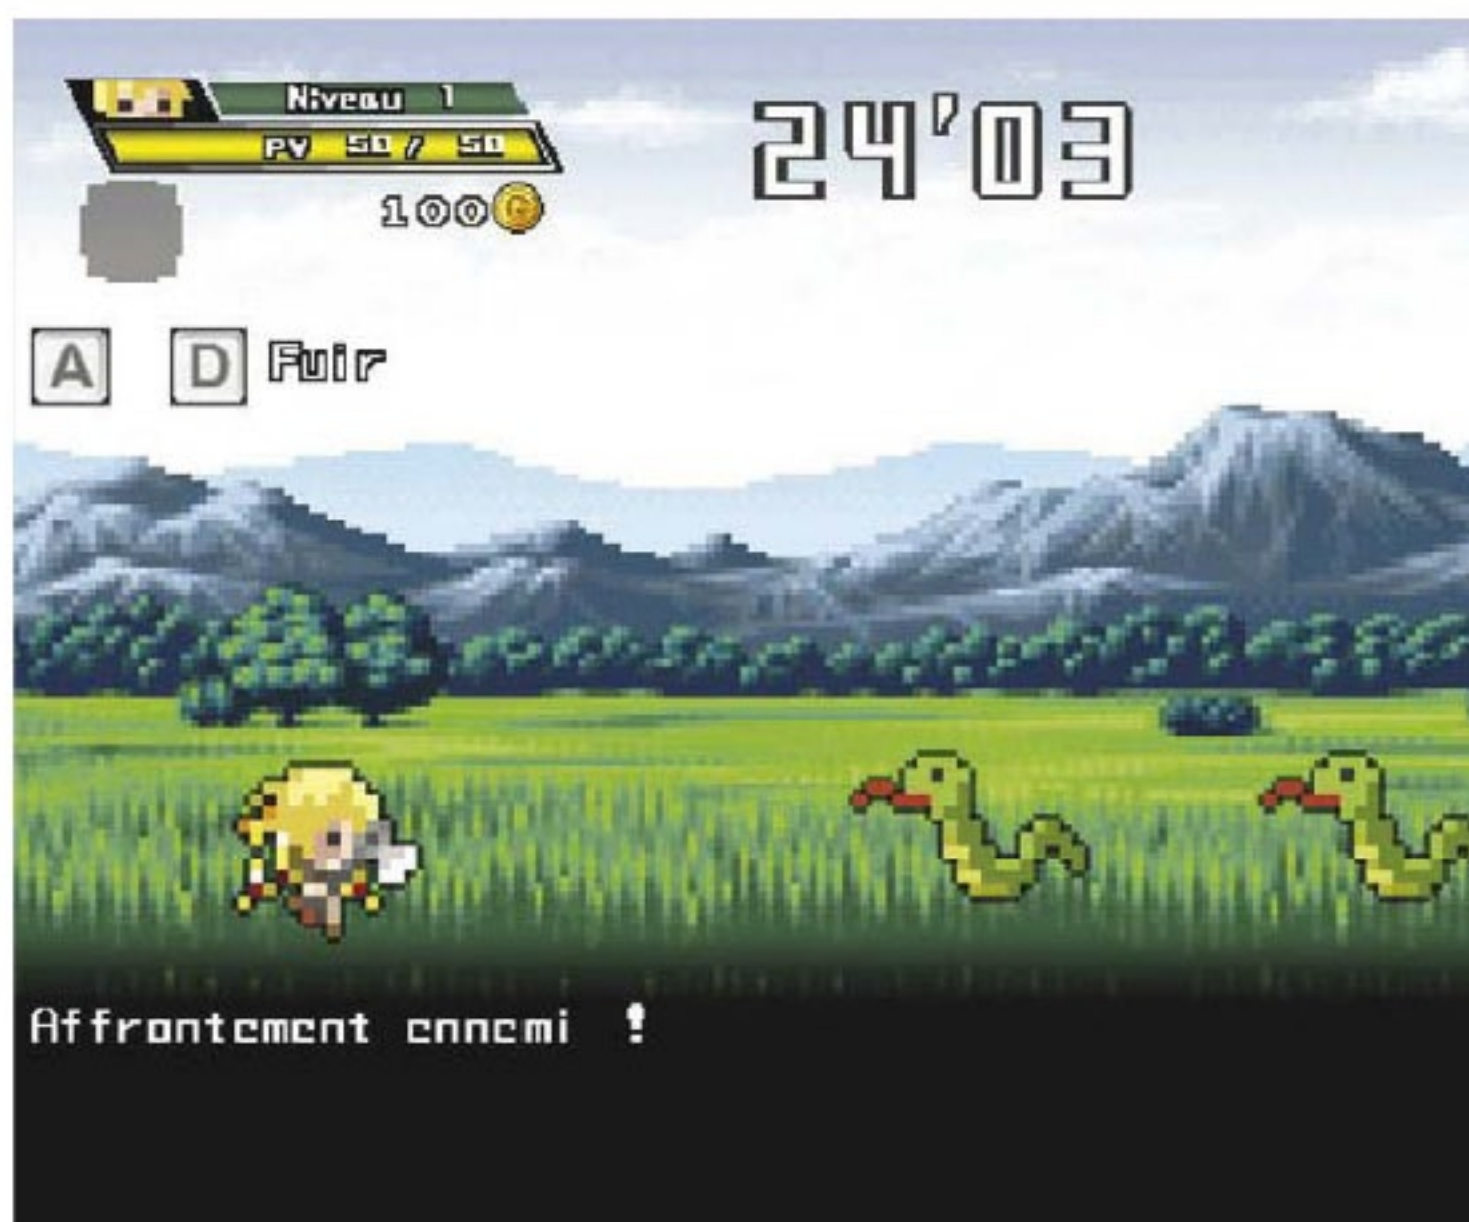 Niveau 1
PV 50 / 50
24'03
100 G
A D Fuir
Affrontement ennemi !